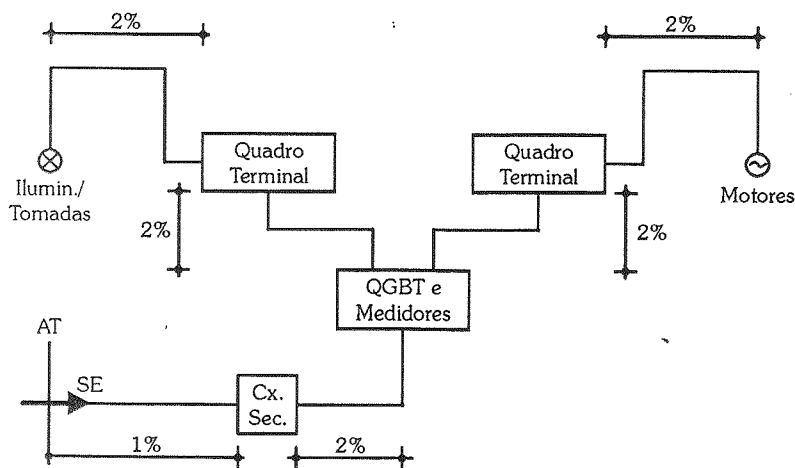 2%
2%
Quadro
Terminal
Quadro
Terminal
Ilumin./
Tomadas
Motores
2%
2%
QGBT e
Medidores
AT
SE
Cx.
Sec.
1%
2%